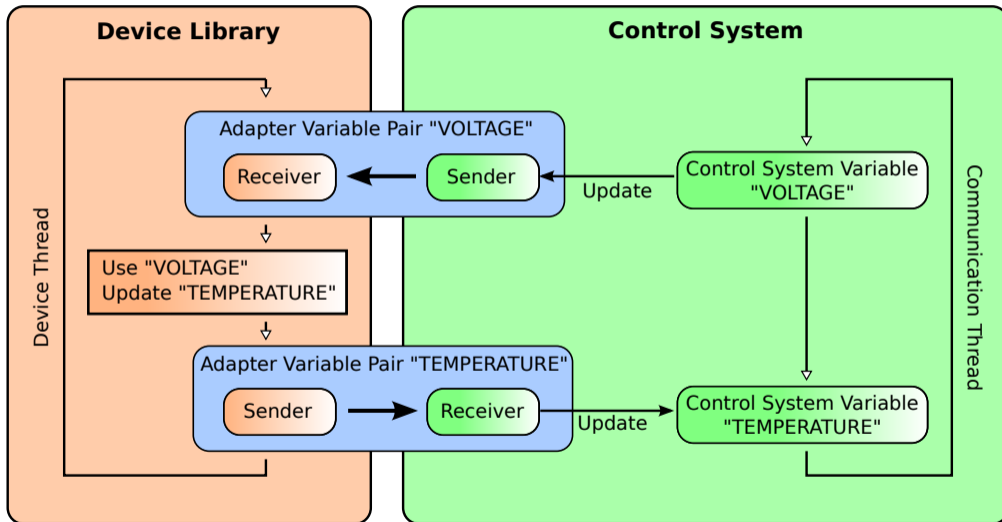 Device Library
Control System
Adapter Variable Pair "VOLTAGE"
Receiver
Sender
Update
Control System Variable
"VOLTAGE"
Device Thread
Use "VOLTAGE"
Update "TEMPERATURE"
Communication Thread
Adapter Variable Pair "TEMPERATURE"
Sender
Receiver
Update
Control System Variable
"TEMPERATURE"